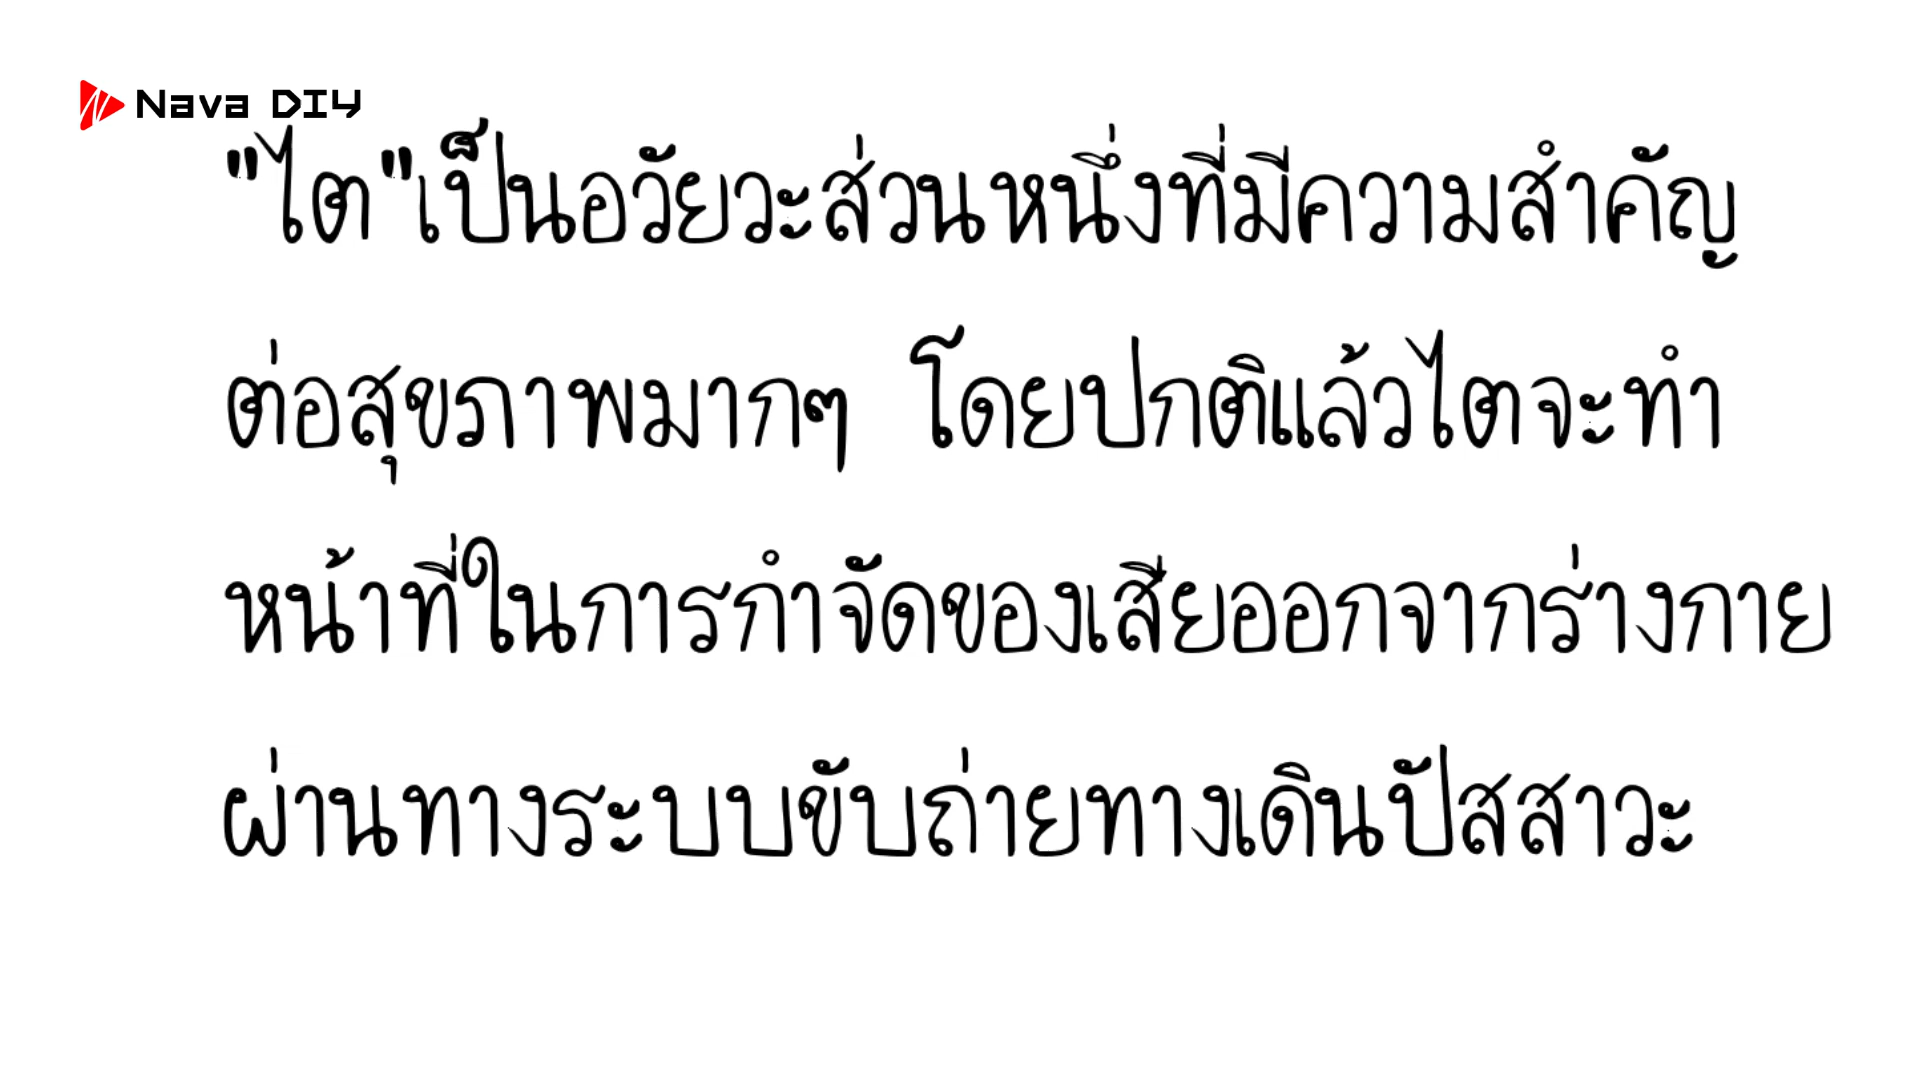 Nava DIY
"ไต"เป็นอวัยวะส่วนหนึ่งที่มีความสำคัญ
ต่อสุขภาพมากๆ โดยปกติแล้วไตจะทำ
หน้าที่ในการกำจัดของเสียออกจากร่างกาย
ผ่านทางระบบขับถ่ายทางเดินปัสสาวะ